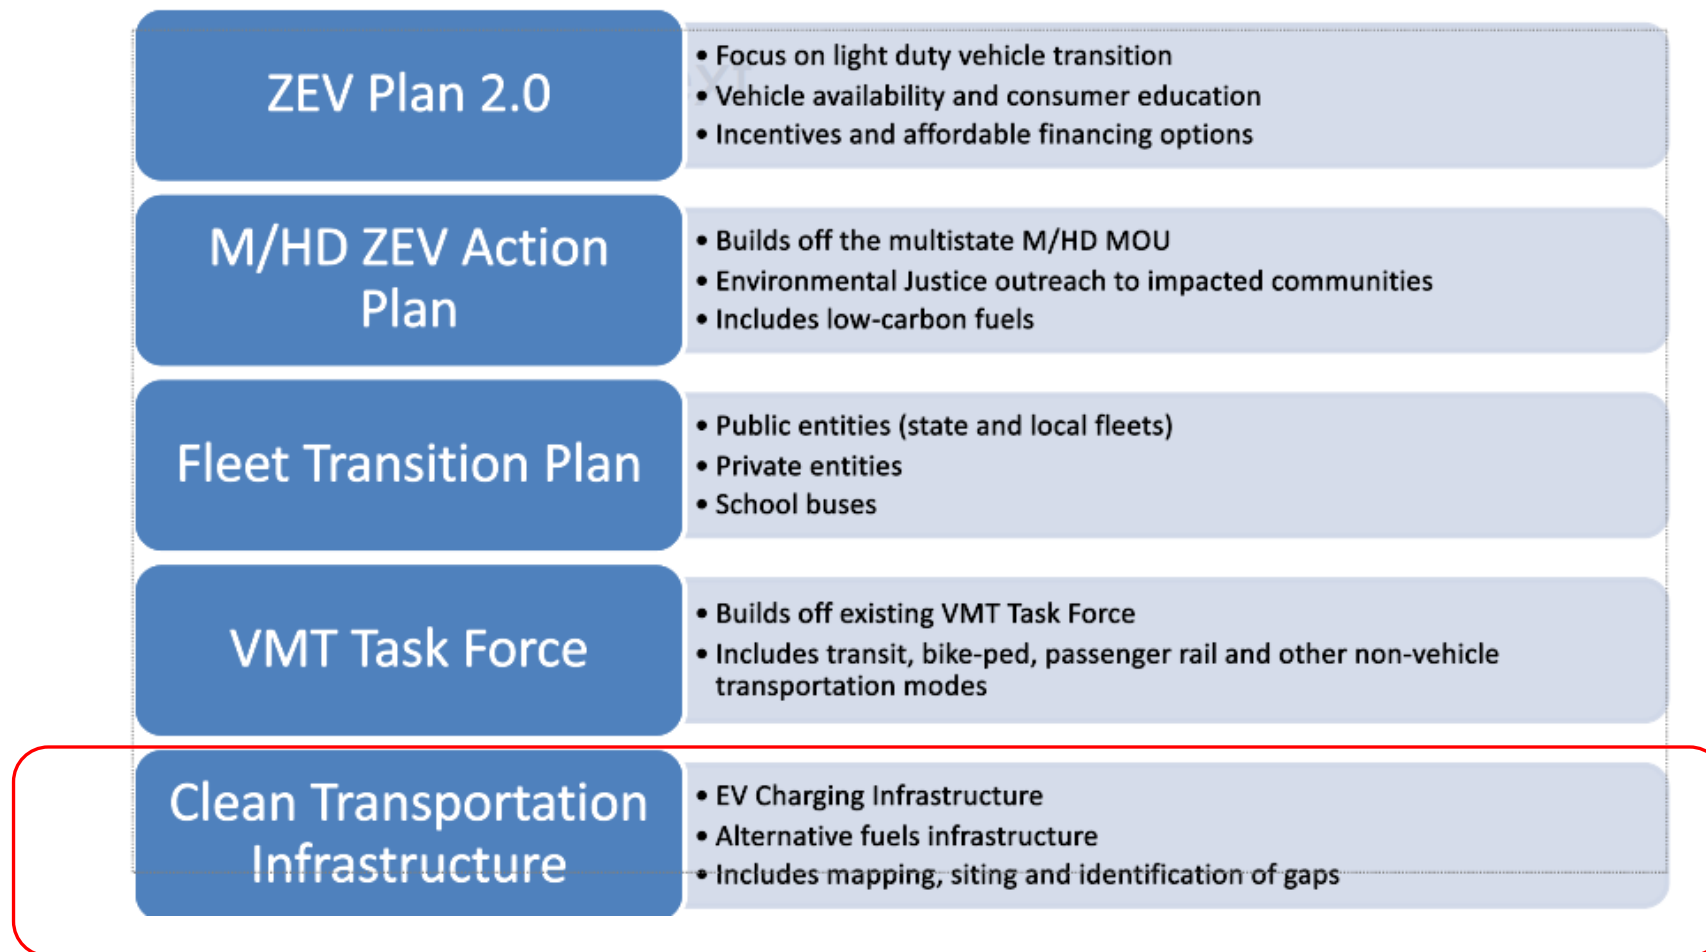 ZEV Plan 2.0
• Focus on light duty vehicle transition
• Vehicle availability and consumer education
• Incentives and affordable financing options
M/HD ZEV Action
Plan
• Builds off the multistate M/HD MOU
• Environmental Justice outreach to impacted communities
• Includes low-carbon fuels
Fleet Transition Plan
• Public entities (state and local fleets)
• Private entities
• School buses
VMT Task Force
• Builds off existing VMT Task Force
• Includes transit, bike-ped, passenger rail and other non-vehicle
transportation modes
Clean Transportation
Infrastructure
• EV Charging Infrastructure
• Alternative fuels infrastructure
• Includes mapping, siting and identification of gaps